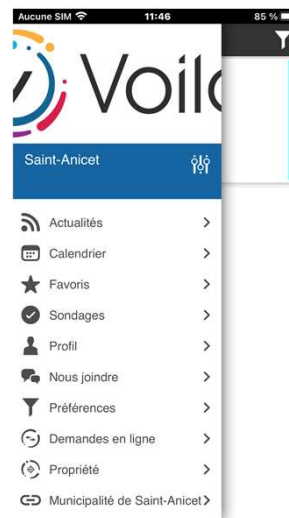 Aucune SIM 11:46 85 %
Voilà
Saint-Anicet
Actualités
Calendrier
Favoris
Sondages
Profil
Nous joindre
Préférences
Demandes en ligne
Propriété
Municipalité de Saint-Anicet